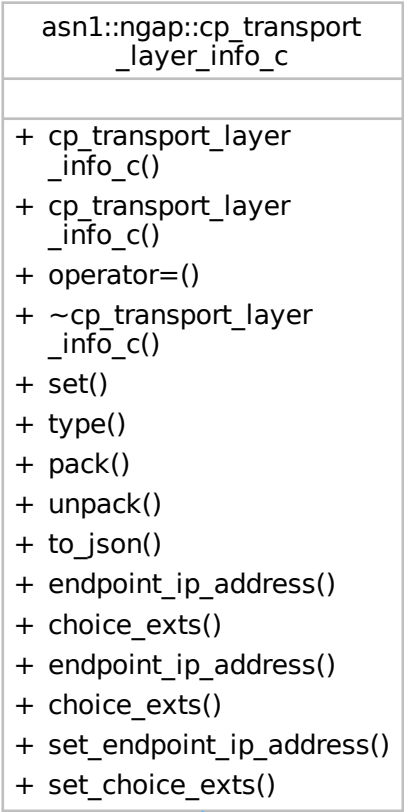 asn1::ngap::cp_transport
_layer_info_c
+ cp_transport_layer
_info_c()
+ cp_transport_layer
_info_c()
+ operator=()
+ ~cp_transport_layer
_info_c()
+ set()
+ type()
+ pack()
+ unpack()
+ to_json()
+ endpoint_ip_address()
+ choice_exts()
+ endpoint_ip_address()
+ choice_exts()
+ set_endpoint_ip_address()
+ set_choice_exts()